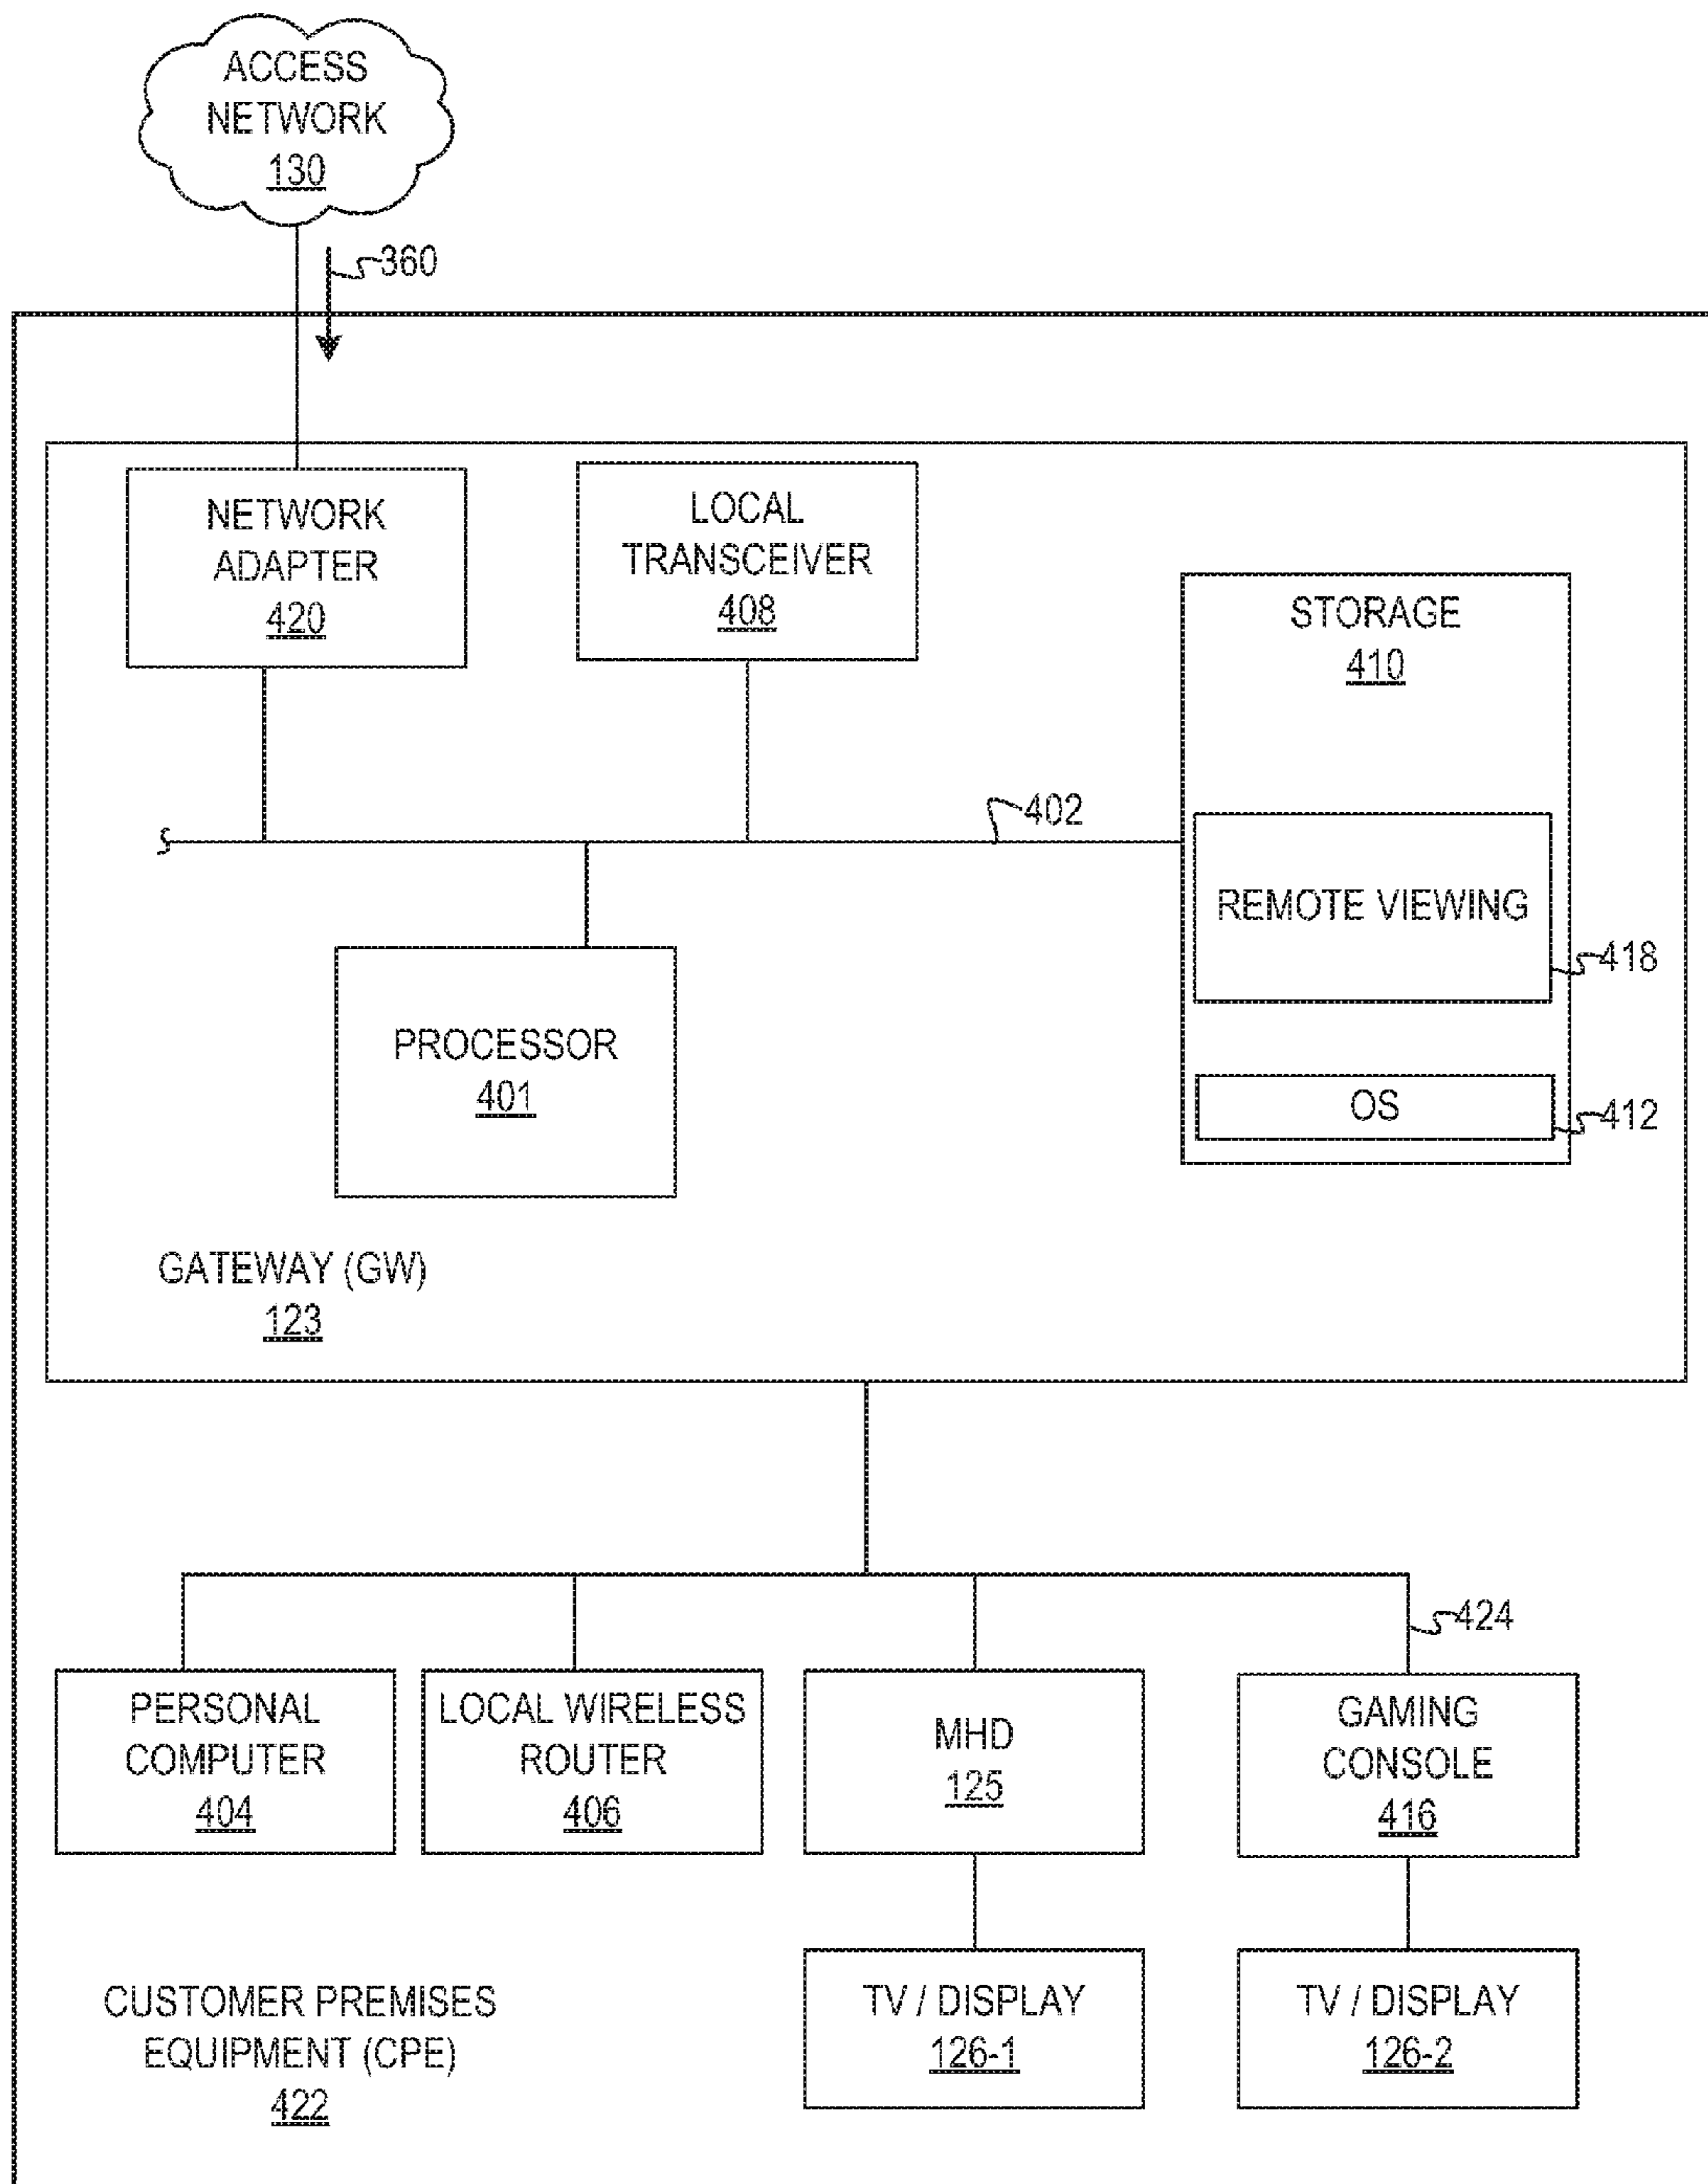 ACCESS
NETWORK
130
360
NETWORK
ADAPTER
420
LOCAL
TRANSCEIVER
408
STORAGE
410
402
REMOTE VIEWING
418
PROCESSOR
401
OS
412
GATEWAY (GW)
123
424
PERSONAL
COMPUTER
404
LOCAL WIRELESS
ROUTER
406
MHD
125
GAMING
CONSOLE
416
CUSTOMER PREMISES
EQUIPMENT (CPE)
422
TV / DISPLAY
126-1
TV / DISPLAY
126-2